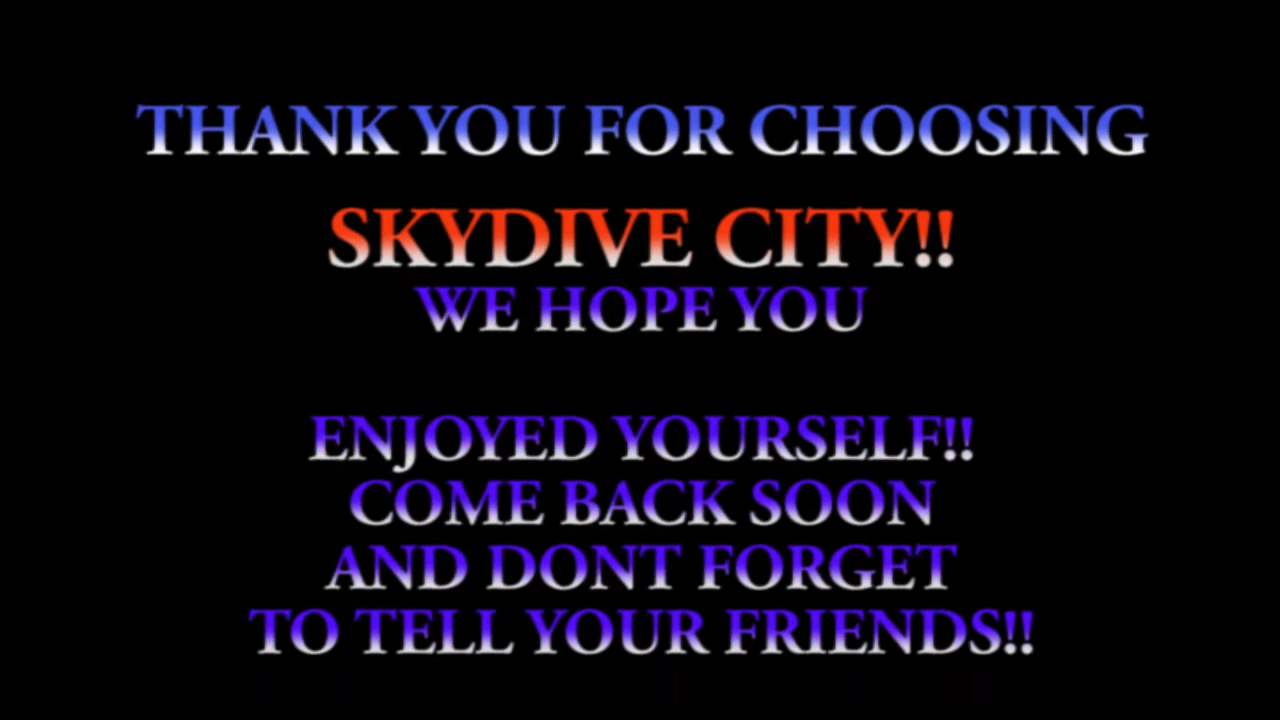 THANK YOU FOR CHOOSING
SKYDIVE CITY!!
WE HOPE YOU
ENJOYED YOURSELF!!
COME BACK SOON
AND DONT FORGET
TO TELL YOUR FRIENDS!!